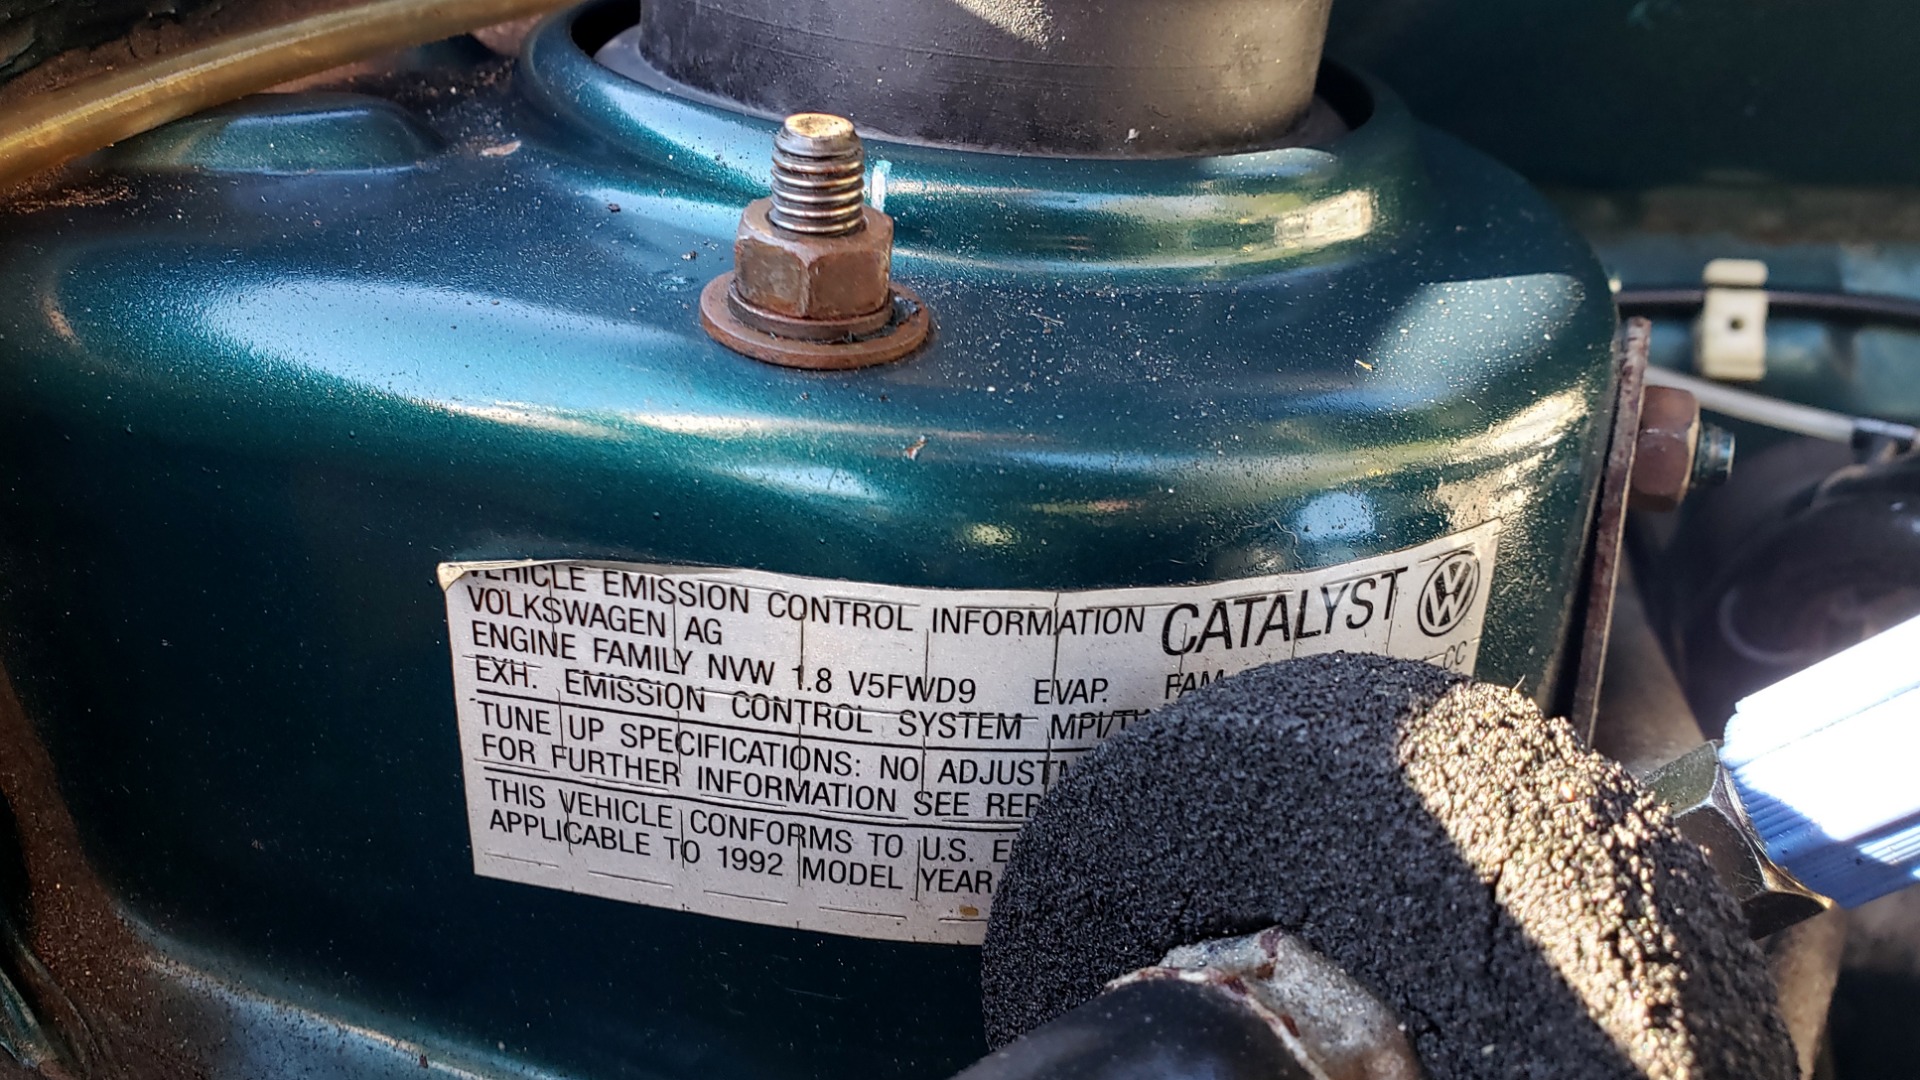 VEHICLE EMISSION CONTROL INFORMATION CATALYST
VOLKSWAGEN AG
ENGINE FAMILY NVW 1.8 V5FWD9 EVAP. FAM CC
EXH. EMISSION CONTROL SYSTEM MPI/
TUNE UP SPECIFICATIONS: NO
FOR FURTHER INFORMATION SEE
THIS VEHICLE CONFORMS TO U.S.
APPLICABLE TO 1992 MODEL YEAR